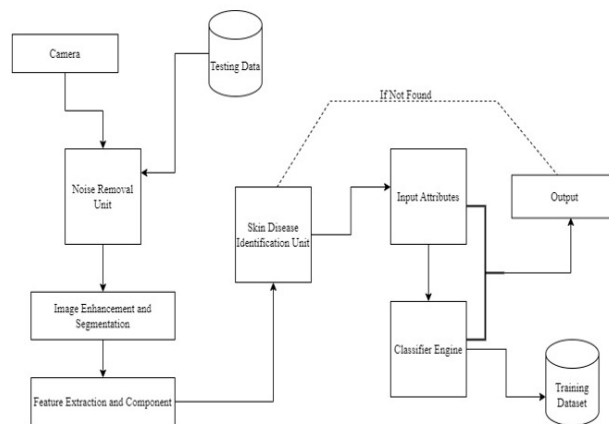 Camera
Testing Data
If Not Found
Noise Removal
Unit
Skin Disease
Identification Unit
Input Attributes
Output
Image Enhancement and
Segmentation
Classifier Engine
Feature Extraction and Component
Training
Dataset